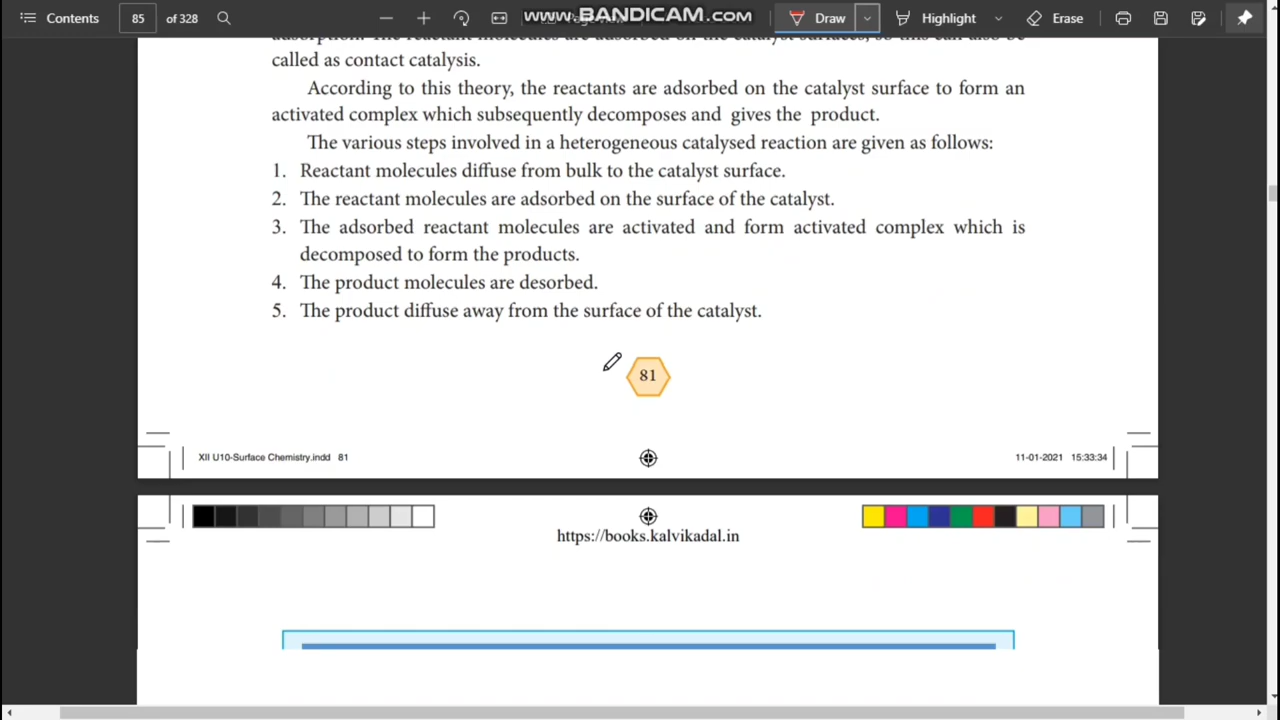 Contents
85 of 328
www.BANDICAM.com
Draw
Highlight
Erase
adsorption. The reactant molecules are adsorbed on the catalyst surfaces, so this can also be
called as contact catalysis.
According to this theory, the reactants are adsorbed on the catalyst surface to form an
activated complex which subsequently decomposes and gives the product.
The various steps involved in a heterogeneous catalysed reaction are given as follows:
1. Reactant molecules diffuse from bulk to the catalyst surface.
2. The reactant molecules are adsorbed on the surface of the catalyst.
3. The adsorbed reactant molecules are activated and form activated complex which is
decomposed to form the products.
4. The product molecules are desorbed.
5. The product diffuse away from the surface of the catalyst.
81
XII U10-Surface Chemistry.indd 81
11-01-2021 15:33:34
https://books.kalvikadal.in